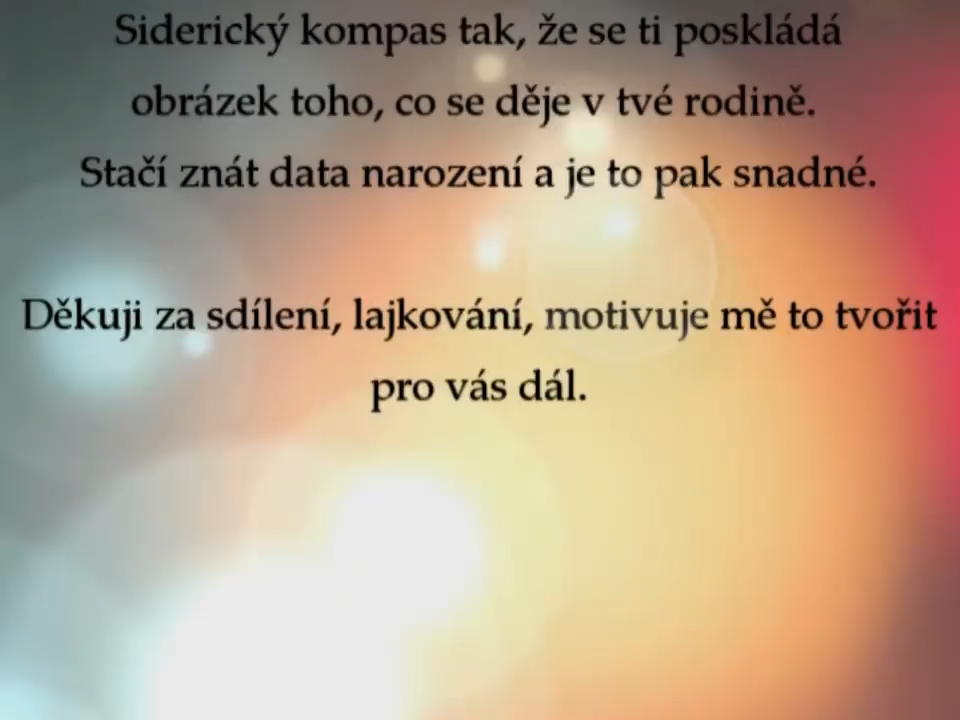 Siderický kompas tak, že se ti poskládá
obrázek toho, co se děje v tvé rodině.
Stačí znát data narození a je to pak snadné.
Děkuji za sdílení, lajkování, motivuje mě to tvořit
pro vás dál.